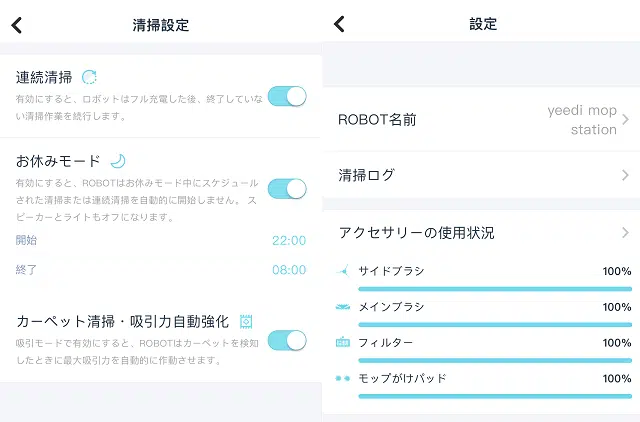 清掃設定
連続清掃
有効にすると、ロボットはフル充電した後、終了していな
い清掃作業を続行します。
お休みモード
有効にすると、ROBOTはお休みモード中にスケジュール
された清掃または連続清掃を自動的に開始しません。 ス
ピーカーとライトもオフになります。
開始 22:00
終了 08:00
カーペット清掃・吸引力自動強化
吸引モードで有効にすると、ROBOTはカーペットを検知
したときに最大吸引力を自動的に作動させます。
設定
ROBOT名前 yeedi mop
station
清掃ログ
アクセサリーの使用状況
サイドブラシ 100%
メインブラシ 100%
フィルター 100%
モップがけパッド 100%